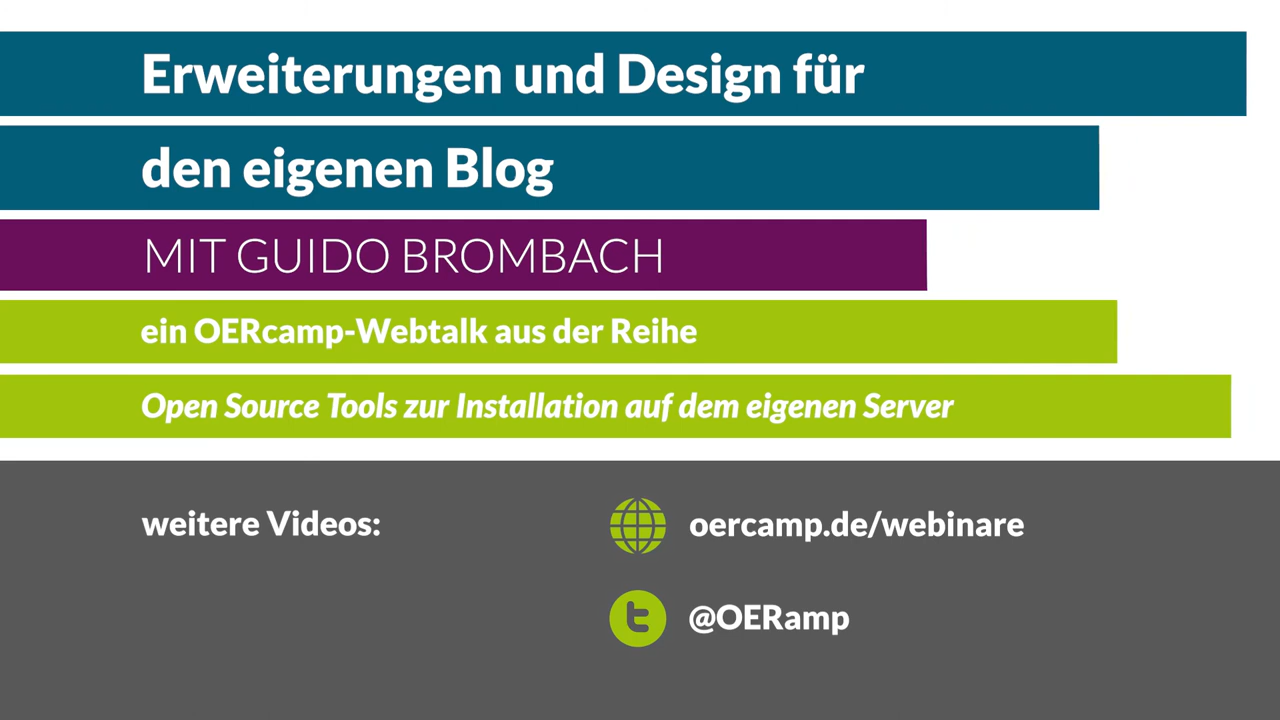 Erweiterungen und Design für
den eigenen Blog
MIT GUIDO BROMBACH
ein OERcamp-Webtalk aus der Reihe
Open Source Tools zur Installation auf dem eigenen Server
weitere Videos:
oercamp.de/webinare
@OERamp